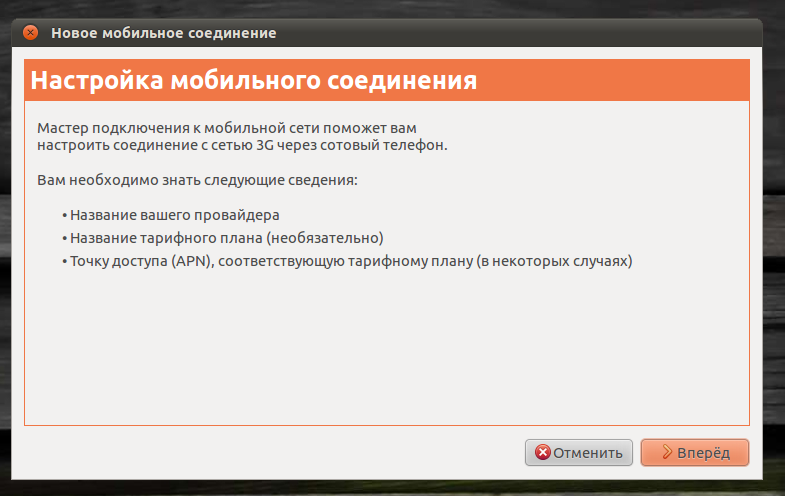 Новое мобильное соединение
Настройка мобильного соединения
Мастер подключения к мобильной сети поможет вам
настроить соединение с сетью 3G через сотовый телефон.
Вам необходимо знать следующие сведения:
• Название вашего провайдера
• Название тарифного плана (необязательно)
• Точку доступа (APN), соответствующую тарифному плану (в некоторых случаях)
Отменить
Вперёд